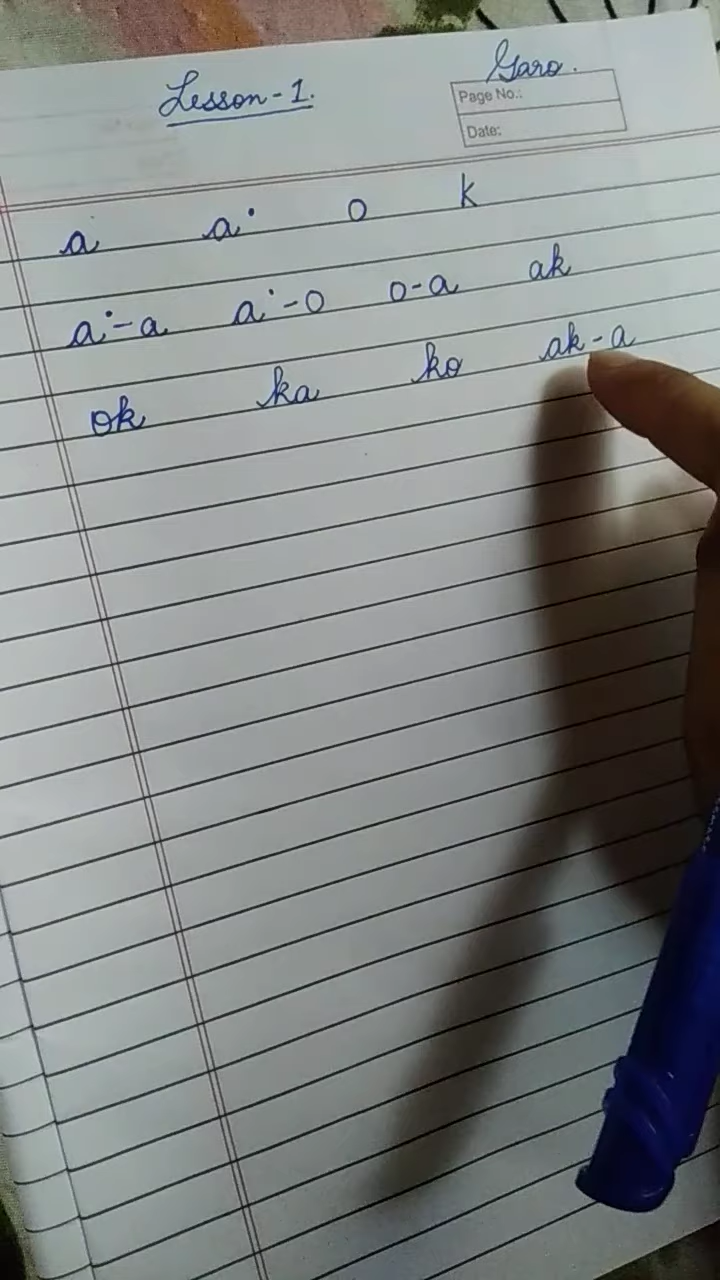 Garo.
Lesson-1.
Page No.:
Date:
a a· o k
a·-a a·-o o-a ak
ok ka ko ak-a